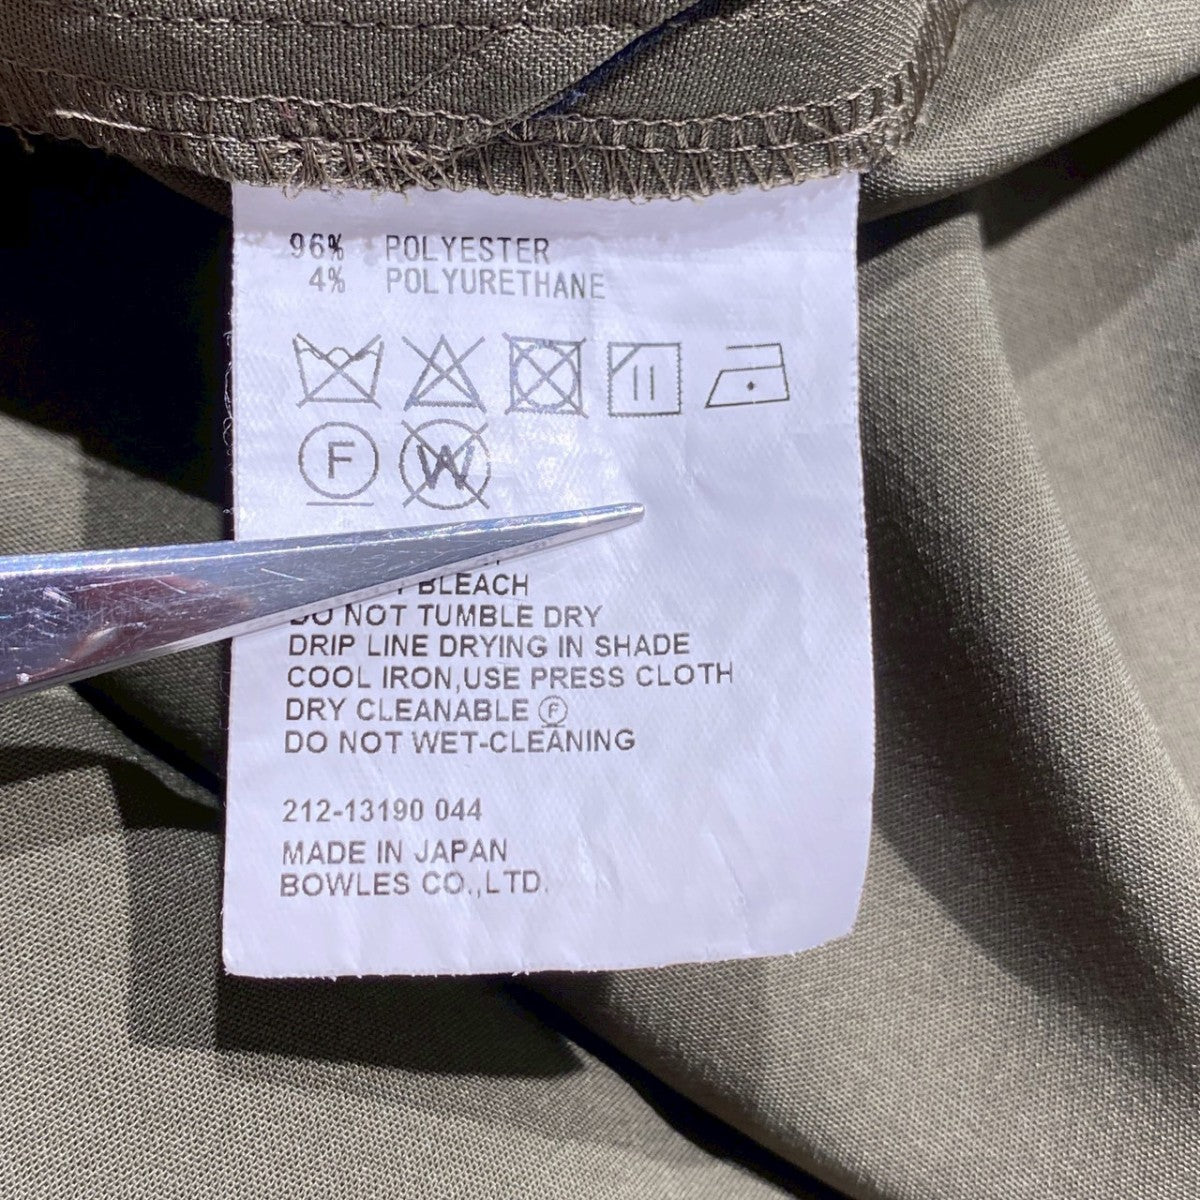 96% POLYESTER
4% POLYURETHANE
F W
BLEACH
DO NOT TUMBLE DRY
DRIP LINE DRYING IN SHADE
COOL IRON,USE PRESS CLOTH
DRY CLEANABLE Ⓕ
DO NOT WET-CLEANING
212-13190 044
MADE IN JAPAN
BOWLES CO.,LTD.